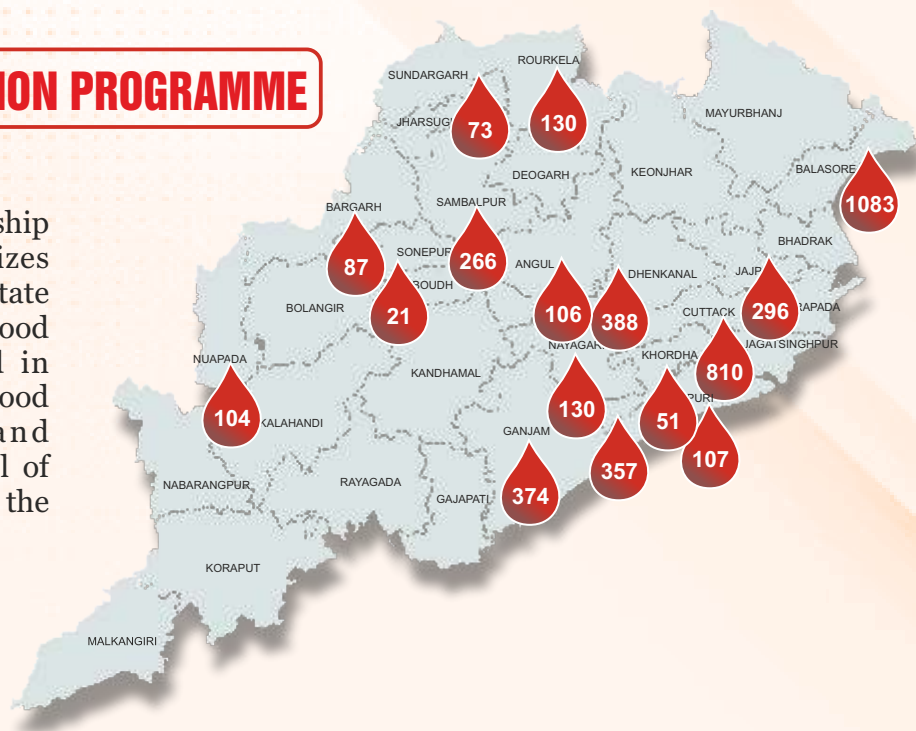 ION PROGRAMME
ship
izes
tate
ood
l in
ood
and
l of
the
SUNDARGARH
ROURKELA
JHARSUG
73
130
MAYURBHANJ
DEOGARH
KEONJHAR
BALASORE
1083
BARGARH
SAMBALPUR
87
SONEPUR
266
ANGUL
BHADRAK
BOUDH
DHENKANAL
JAJP
BOLANGIR
21
106
388
CUTTACK
296
RAPADA
NAYAGAR
KHORDHA
JAGATSINGHPUR
NUAPADA
KANDHAMAL
810
104
KALAHANDI
130
51
PURI
GANJAM
107
NABARANGPUR
RAYAGADA
GAJAPATI
374
357
KORAPUT
MALKANGIRI